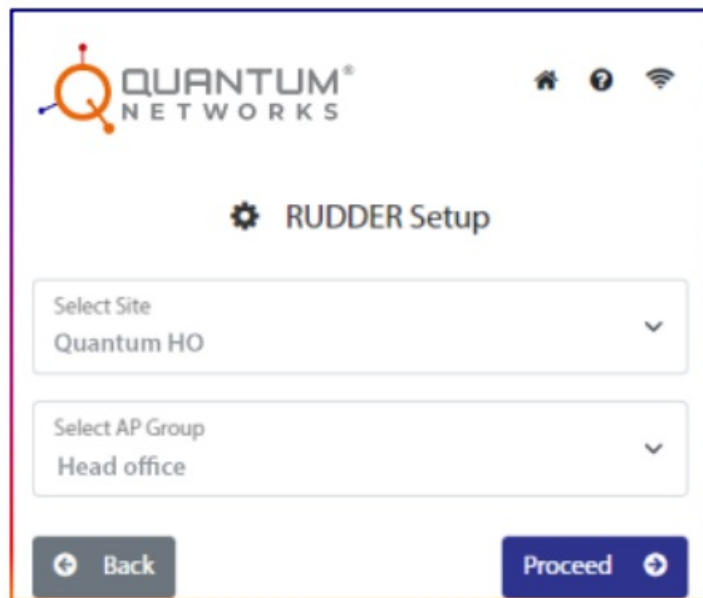 QUANTUM®
NETWORKS
RUDDER Setup
Select Site
Quantum HO
Select AP Group
Head office
Back
Proceed